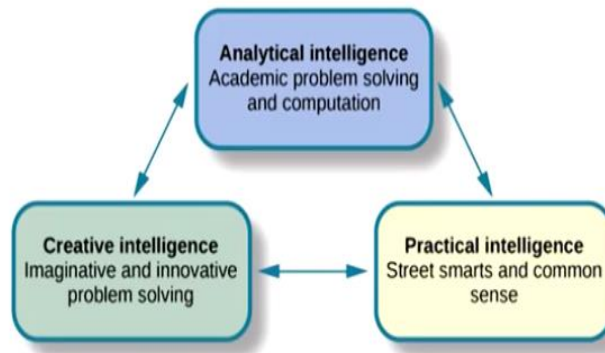 Analytical intelligence
Academic problem solving
and computation
Creative intelligence
Imaginative and innovative
problem solving
Practical intelligence
Street smarts and common
sense